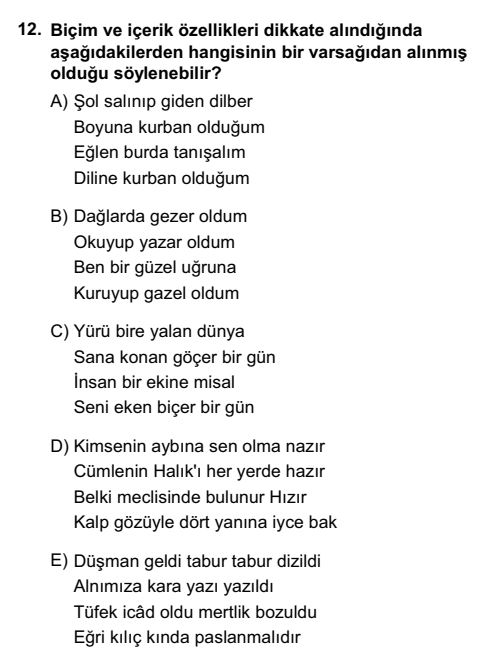 12. Biçim ve içerik özellikleri dikkate alındığında
aşağıdakilerden hangisinin bir varsağıdan alınmış
olduğu söylenebilir?
A) Şol salınıp giden dilber
Boyuna kurban olduğum
Eğlen burda tanışalım
Diline kurban olduğum
B) Dağlarda gezer oldum
Okuyup yazar oldum
Ben bir güzel uğruna
Kuruyup gazel oldum
C) Yürü bire yalan dünya
Sana konan göçer bir gün
İnsan bir ekine misal
Seni eken biçer bir gün
D) Kimsenin aybına sen olma nazır
Cümlenin Halık'ı her yerde hazır
Belki meclisinde bulunur Hızır
Kalp gözüyle dört yanına iyce bak
E) Düşman geldi tabur tabur dizildi
Alnımıza kara yazı yazıldı
Tüfek icâd oldu mertlik bozuldu
Eğri kılıç kında paslanmalıdır